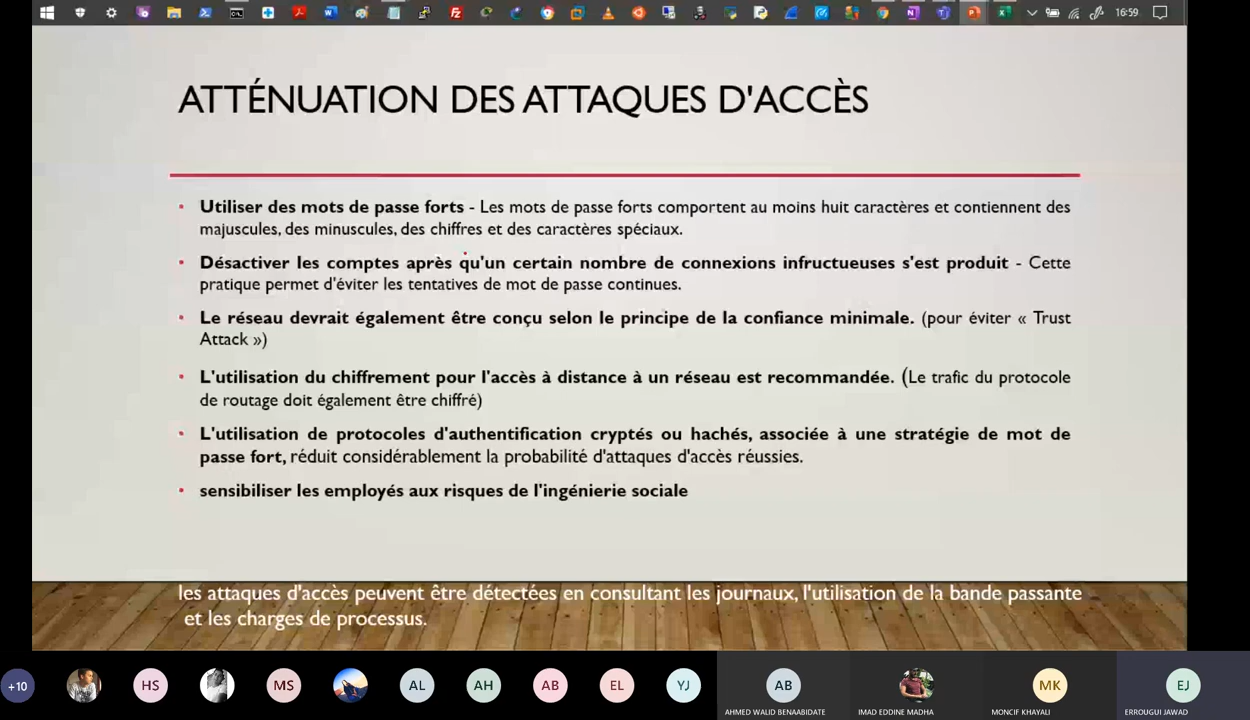 16:59
ATTÉNUATION DES ATTAQUES D'ACCÈS
• Utiliser des mots de passe forts - Les mots de passe forts comportent au moins huit caractères et contiennent des
majuscules, des minuscules, des chiffres et des caractères spéciaux.
• Désactiver les comptes après qu'un certain nombre de connexions infructueuses s'est produit - Cette
pratique permet d'éviter les tentatives de mot de passe continues.
• Le réseau devrait également être conçu selon le principe de la confiance minimale. (pour éviter « Trust
Attack »)
• L'utilisation du chiffrement pour l'accès à distance à un réseau est recommandée. (Le trafic du protocole
de routage doit également être chiffré)
• L'utilisation de protocoles d'authentification cryptés ou hachés, associée à une stratégie de mot de
passe fort, réduit considérablement la probabilité d'attaques d'accès réussies.
• sensibiliser les employés aux risques de l'ingénierie sociale
les attaques d'accès peuvent être détectées en consultant les journaux, l'utilisation de la bande passante
et les charges de processus.
+10 HS MS AL AH AB EL YJ AB MK EJ
AHMED WALID BENAABIDATE IMAD EDDINE MADHA MONCIF KHAYALI ERROUGUI JAWAD